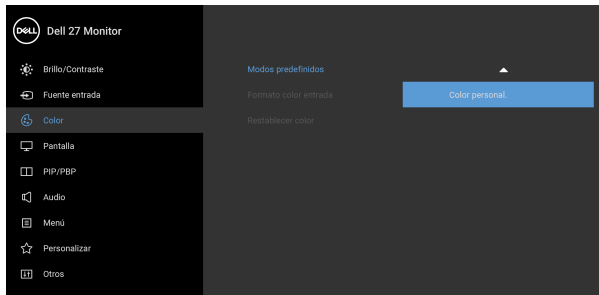 DELL
Dell 27 Monitor
Brillo/Contraste
Fuente entrada
Color
Pantalla
PIP/PBP
Audio
Menú
Personalizar
Otros
Modos predefinidos
Formato color entrada
Restablecer color
Color personal.